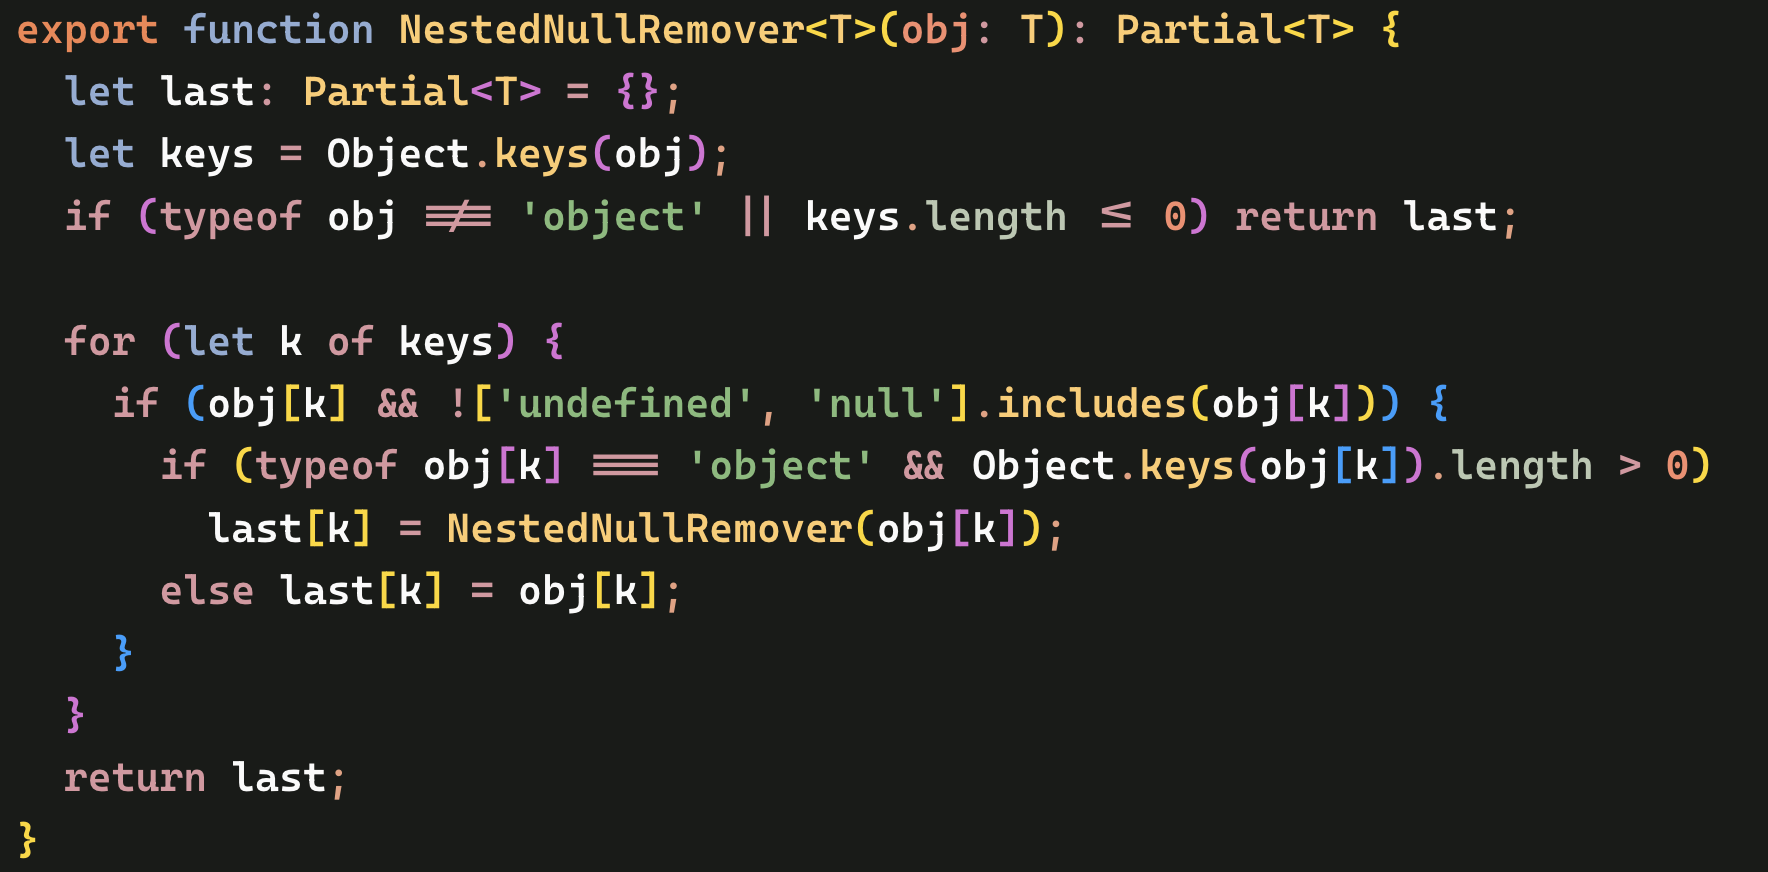 export function NestedNullRemover<T>(obj: T): Partial<T> {
  let last: Partial<T> = {};
  let keys = Object.keys(obj);
  if (typeof obj !== 'object' || keys.length <= 0) return last;

  for (let k of keys) {
    if (obj[k] && !['undefined', 'null'].includes(obj[k])) {
      if (typeof obj[k] === 'object' && Object.keys(obj[k]).length > 0)
        last[k] = NestedNullRemover(obj[k]);
      else last[k] = obj[k];
    }
  }
  return last;
}